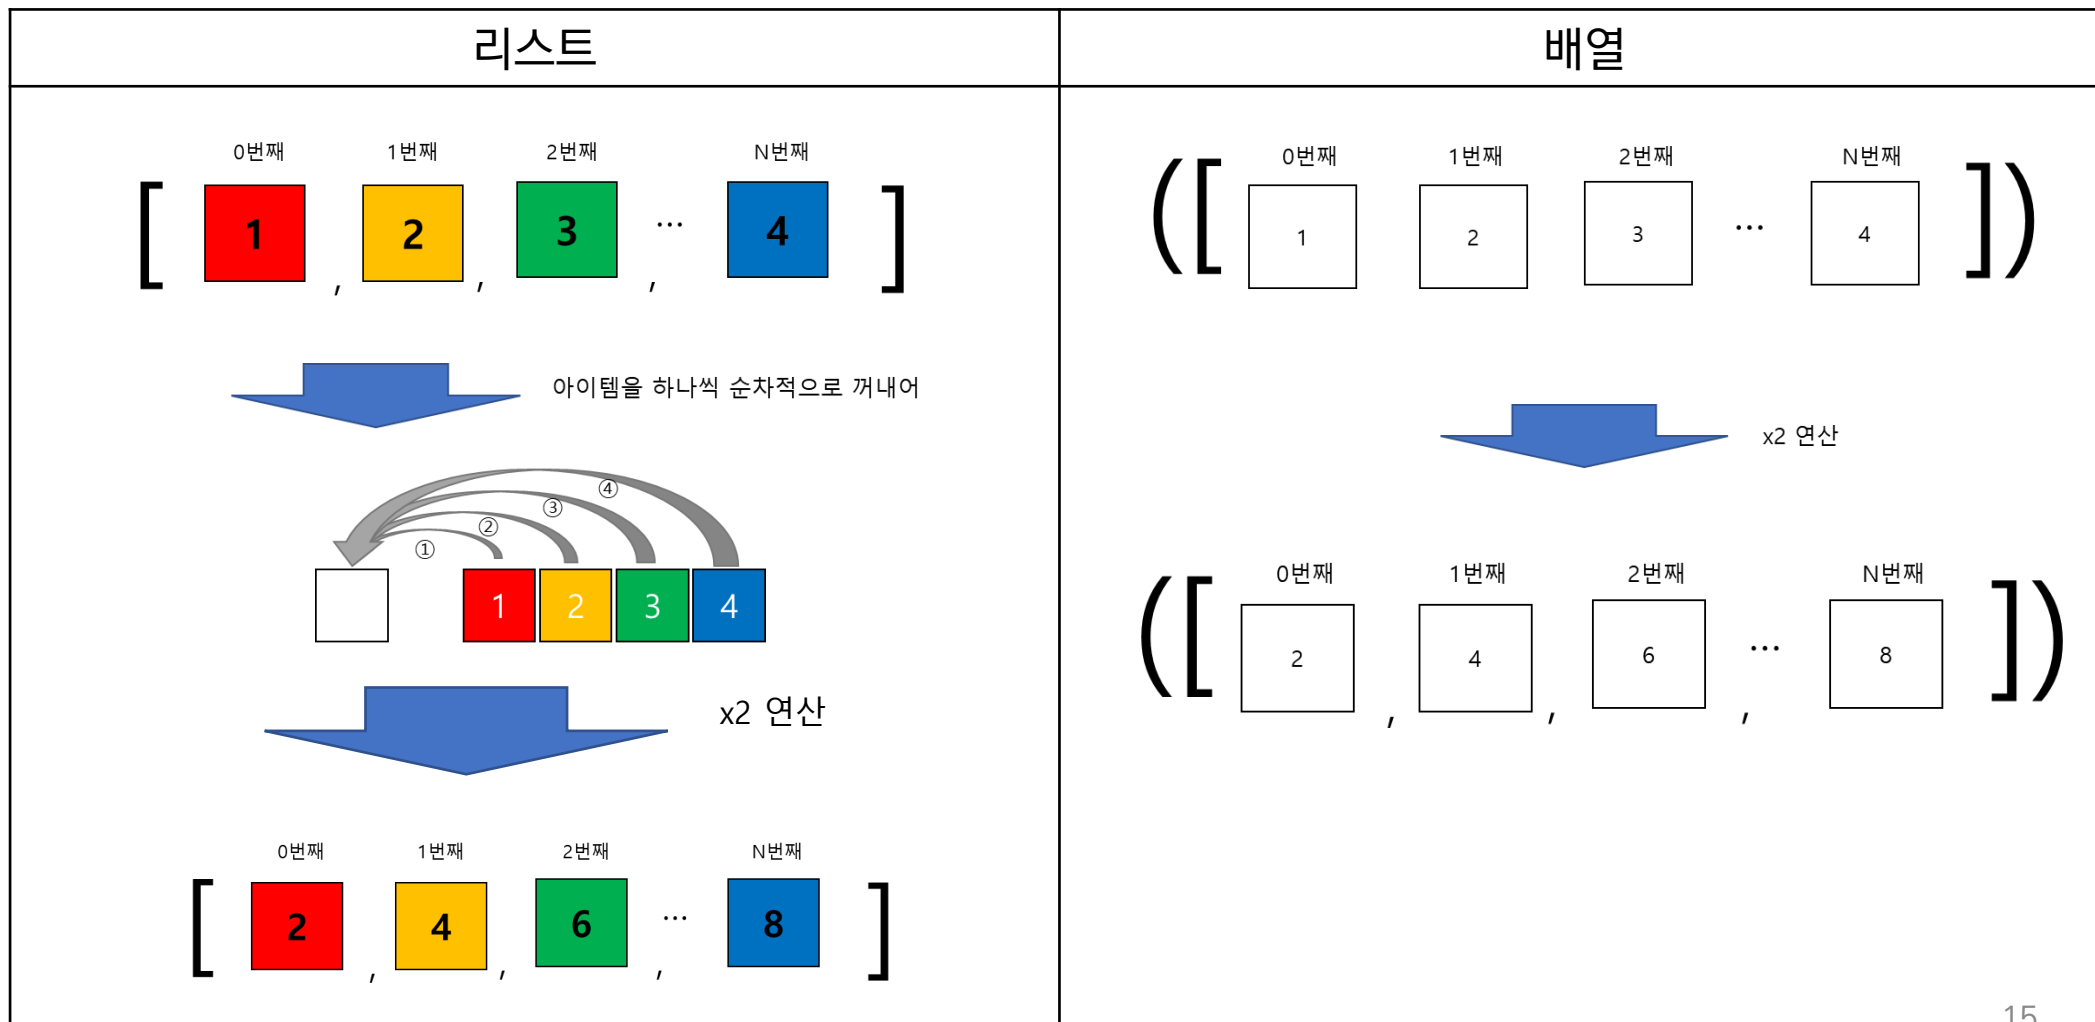 리스트
0번째 1번째 2번째 N번째
[ 1 , 2 , 3 , … 4 ]
아이템을 하나씩 순차적으로 꺼내어
① ② ③ ④
1 2 3 4
x2 연산
0번째 1번째 2번째 N번째
[ 2 , 4 , 6 , … 8 ]
배열
0번째 1번째 2번째 N번째
([ 1 2 3 … 4 ])
x2 연산
0번째 1번째 2번째 N번째
([ 2 , 4 , 6 , … 8 ])
15